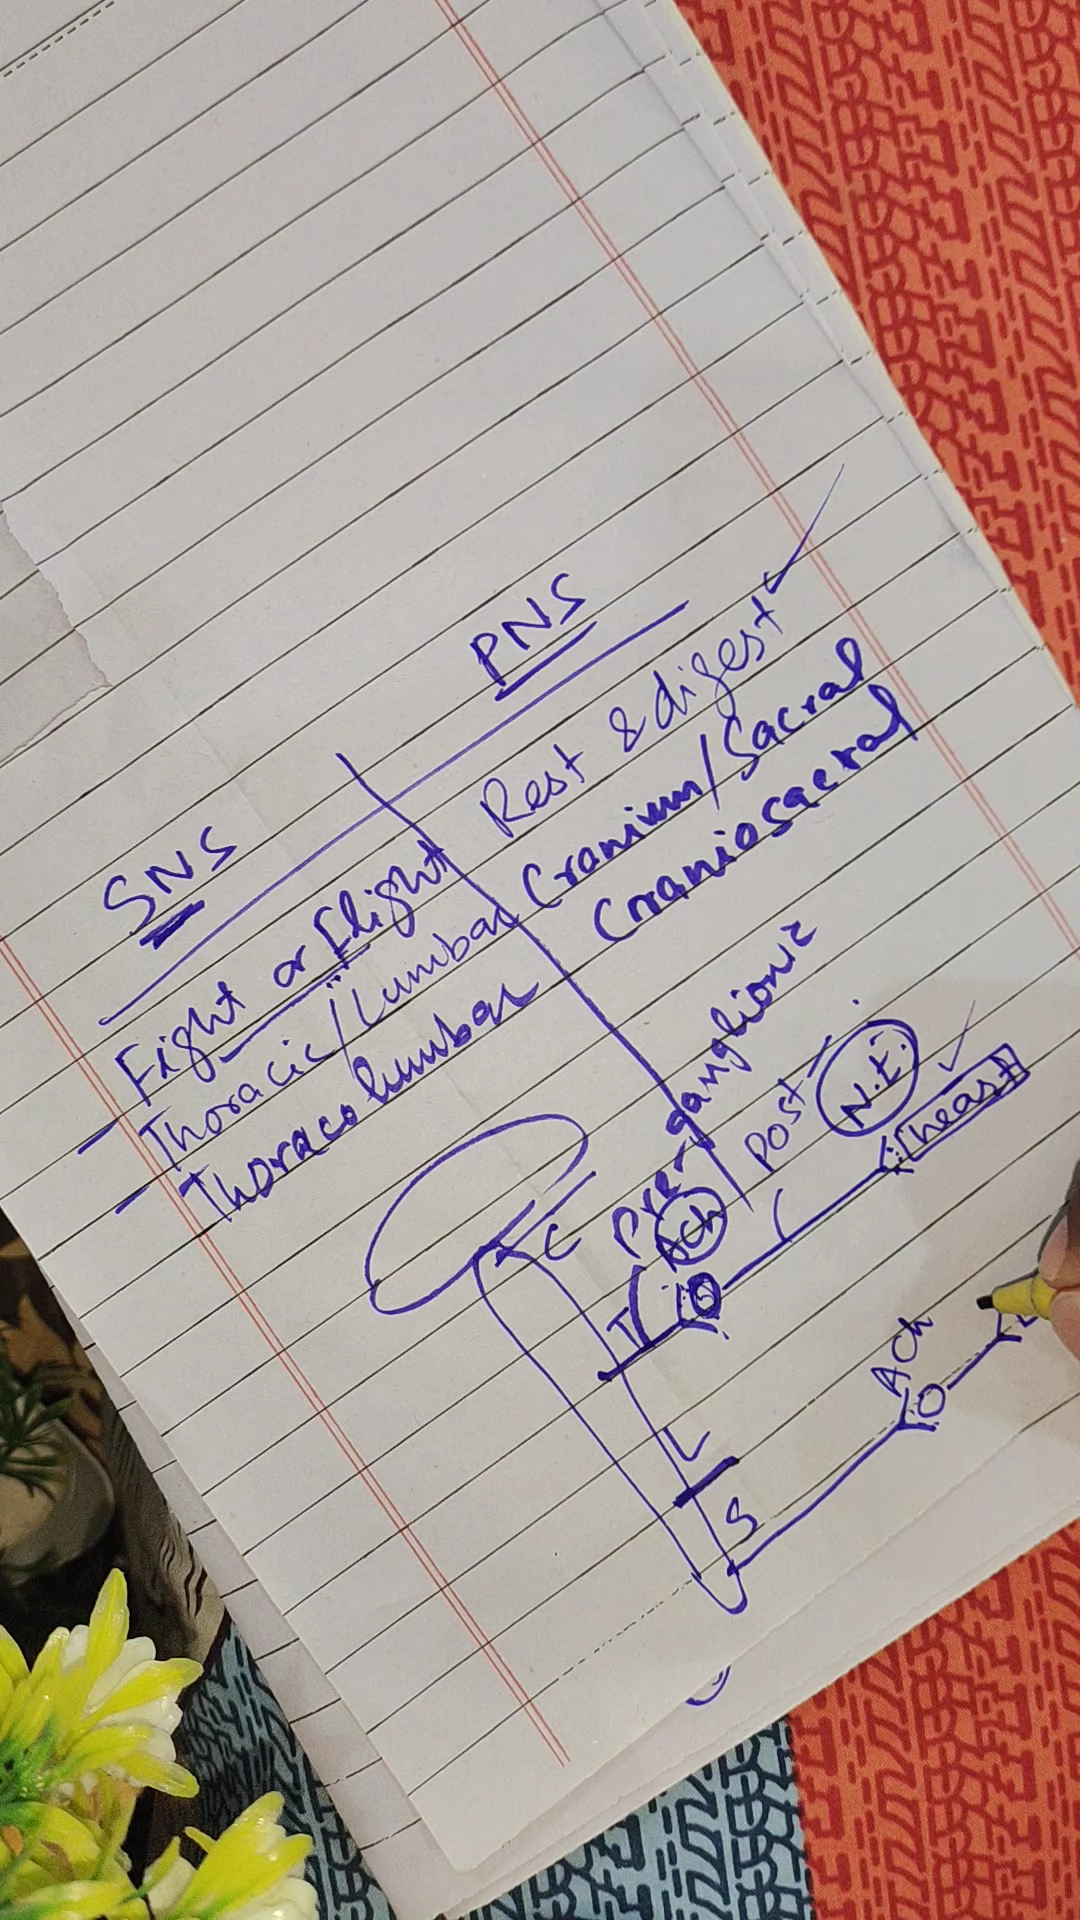 SNS
PNS
Fight or Flight
Rest & digest
Thoracic/Lumbar
Cranium/Sacral
Thoracolumbar
Craniosacral
Pre-ganglionic
Post –
N.E.
Ach
heart
C
T
L
S
Ach